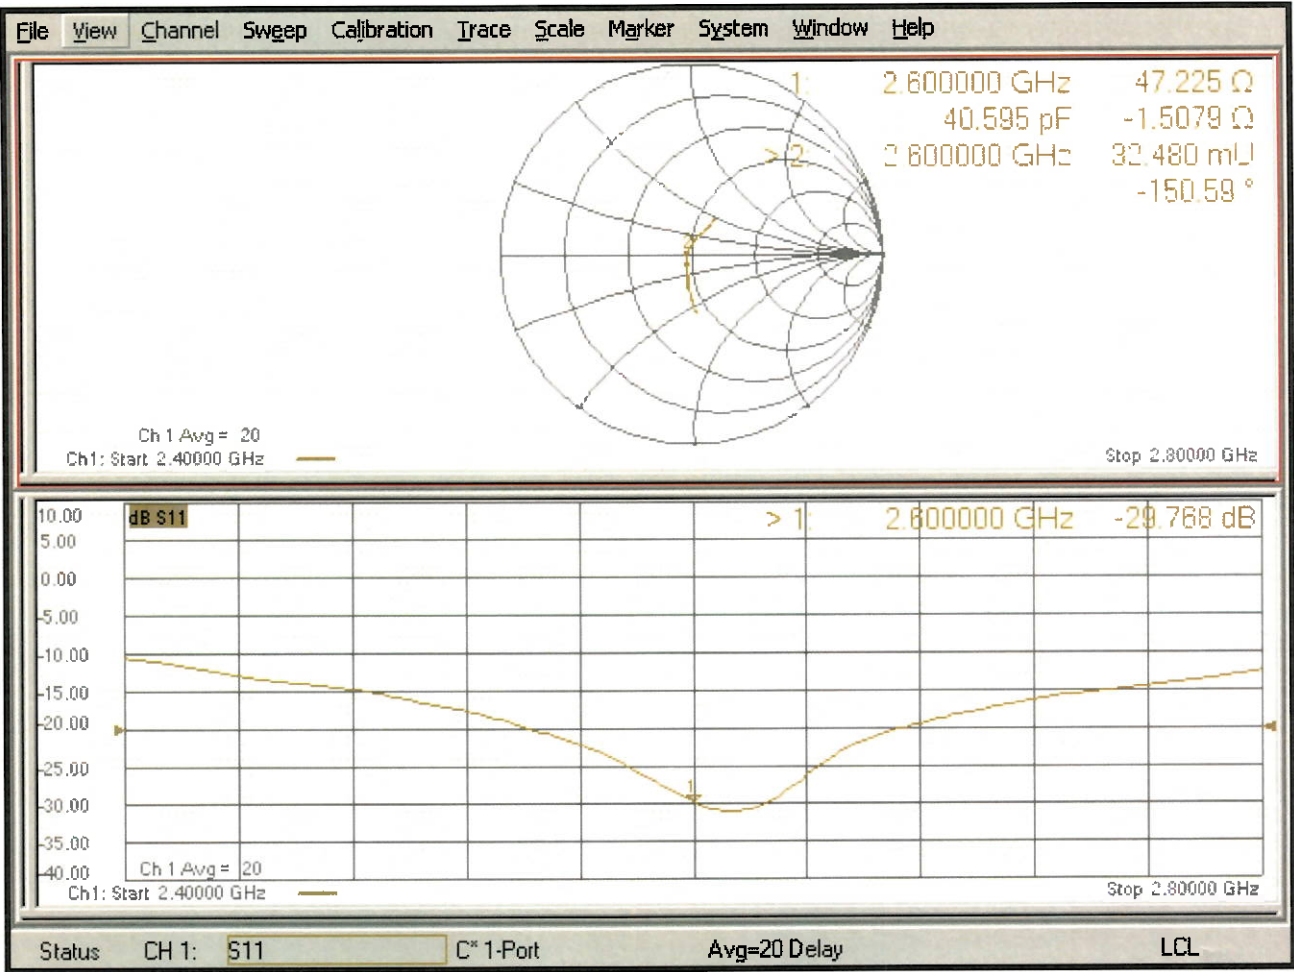 File View Channel Sweep Calibration Trace Scale Marker System Window Help
1: 2.600000 GHz 47.225 Ω
40.595 pF -1.5079 Ω
> 2: 2.600000 GHz 32.480 mU
-150.59 °
2
Ch 1 Avg = 20
Ch1: Start 2.40000 GHz
Stop 2.80000 GHz
10.00
dB S11
> 1: 2.600000 GHz -29.768 dB
5.00
0.00
-5.00
-10.00
-15.00
-20.00
-25.00
1
-30.00
-35.00
-40.00
Ch 1 Avg = 20
Ch1: Start 2.40000 GHz
Stop 2.80000 GHz
Status CH 1: S11 C* 1-Port Avg=20 Delay LCL